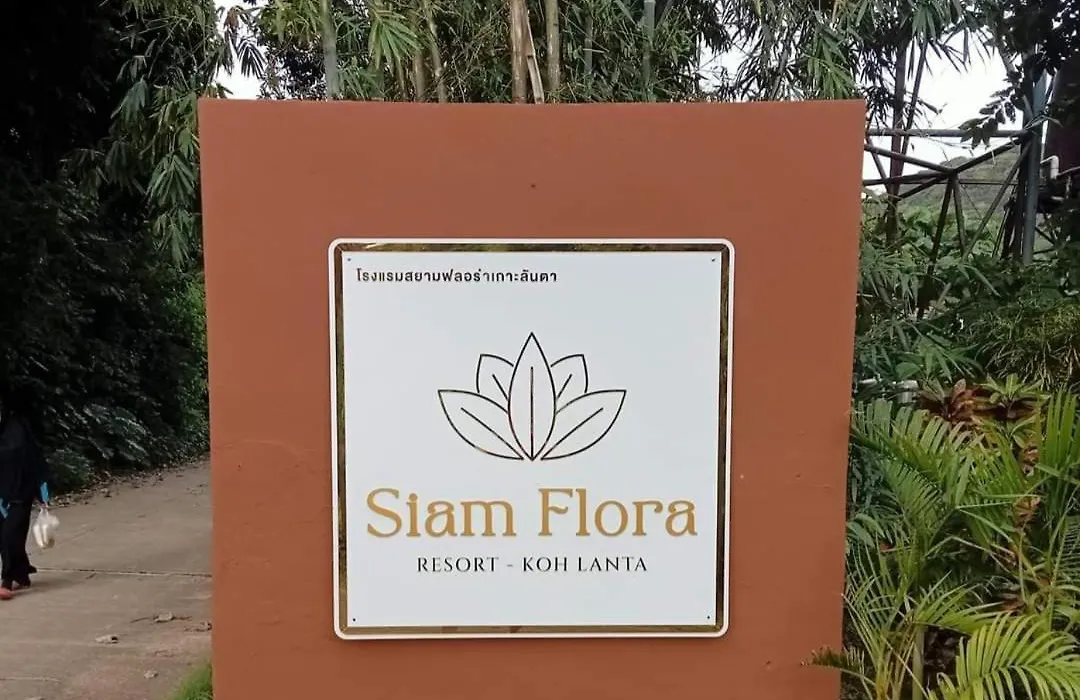 โรงแรมสยามฟลอร่าเกาะลันตา
Siam Flora
RESORT - KOH LANTA